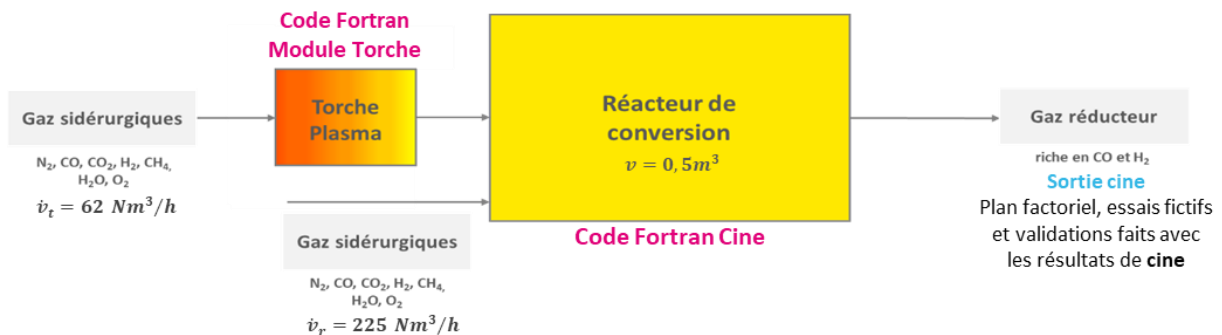 Code Fortran
Module Torche
Gaz sidérurgiques
N₂, CO, CO₂, H₂, CH₄,
H₂O, O₂
v̇ₜ = 62 Nm³/h
Torche
Plasma
Réacteur de
conversion
v = 0,5m³
Gaz sidérurgiques
N₂, CO, CO₂, H₂, CH₄,
H₂O, O₂
v̇ᵣ = 225 Nm³/h
Code Fortran Cine
Gaz réducteur
riche en CO et H₂
Sortie cine
Plan factoriel, essais fictifs
et validations faits avec
les résultats de cine